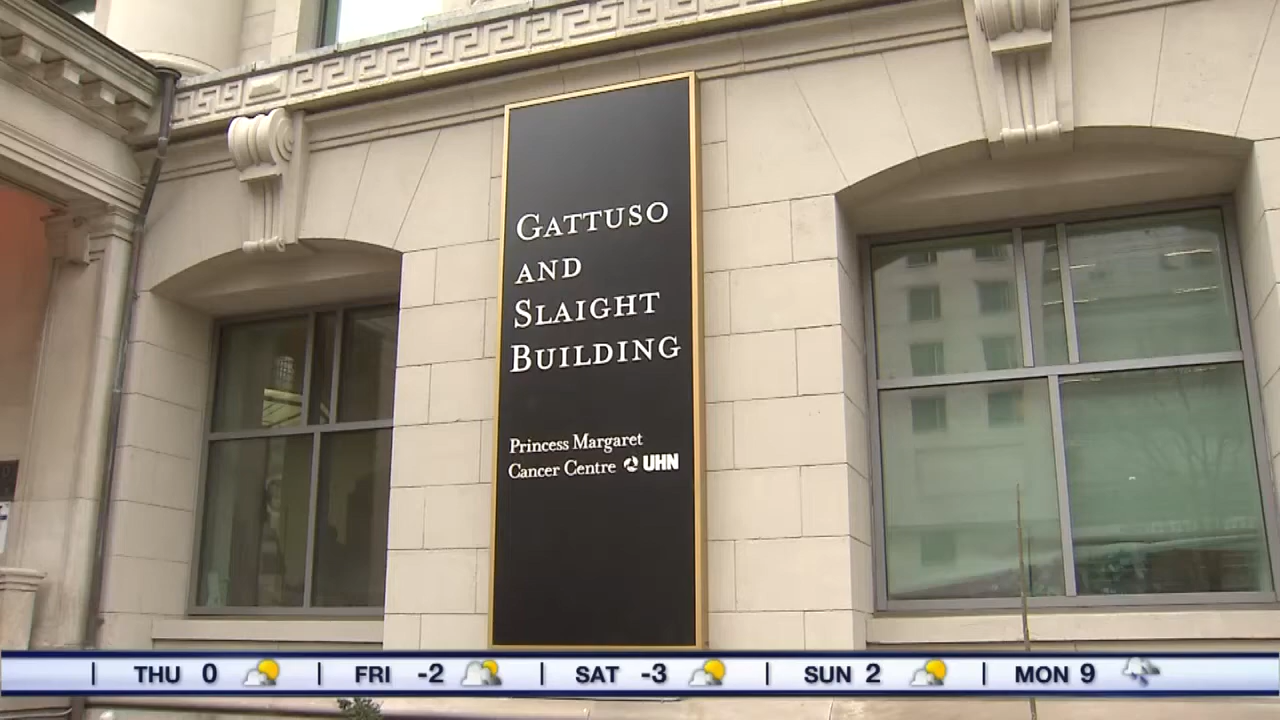 GATTUSO
AND
SLAIGHT
BUILDING
Princess Margaret
Cancer Centre UHN
THU 0 FRI -2 SAT -3 SUN 2 MON 9